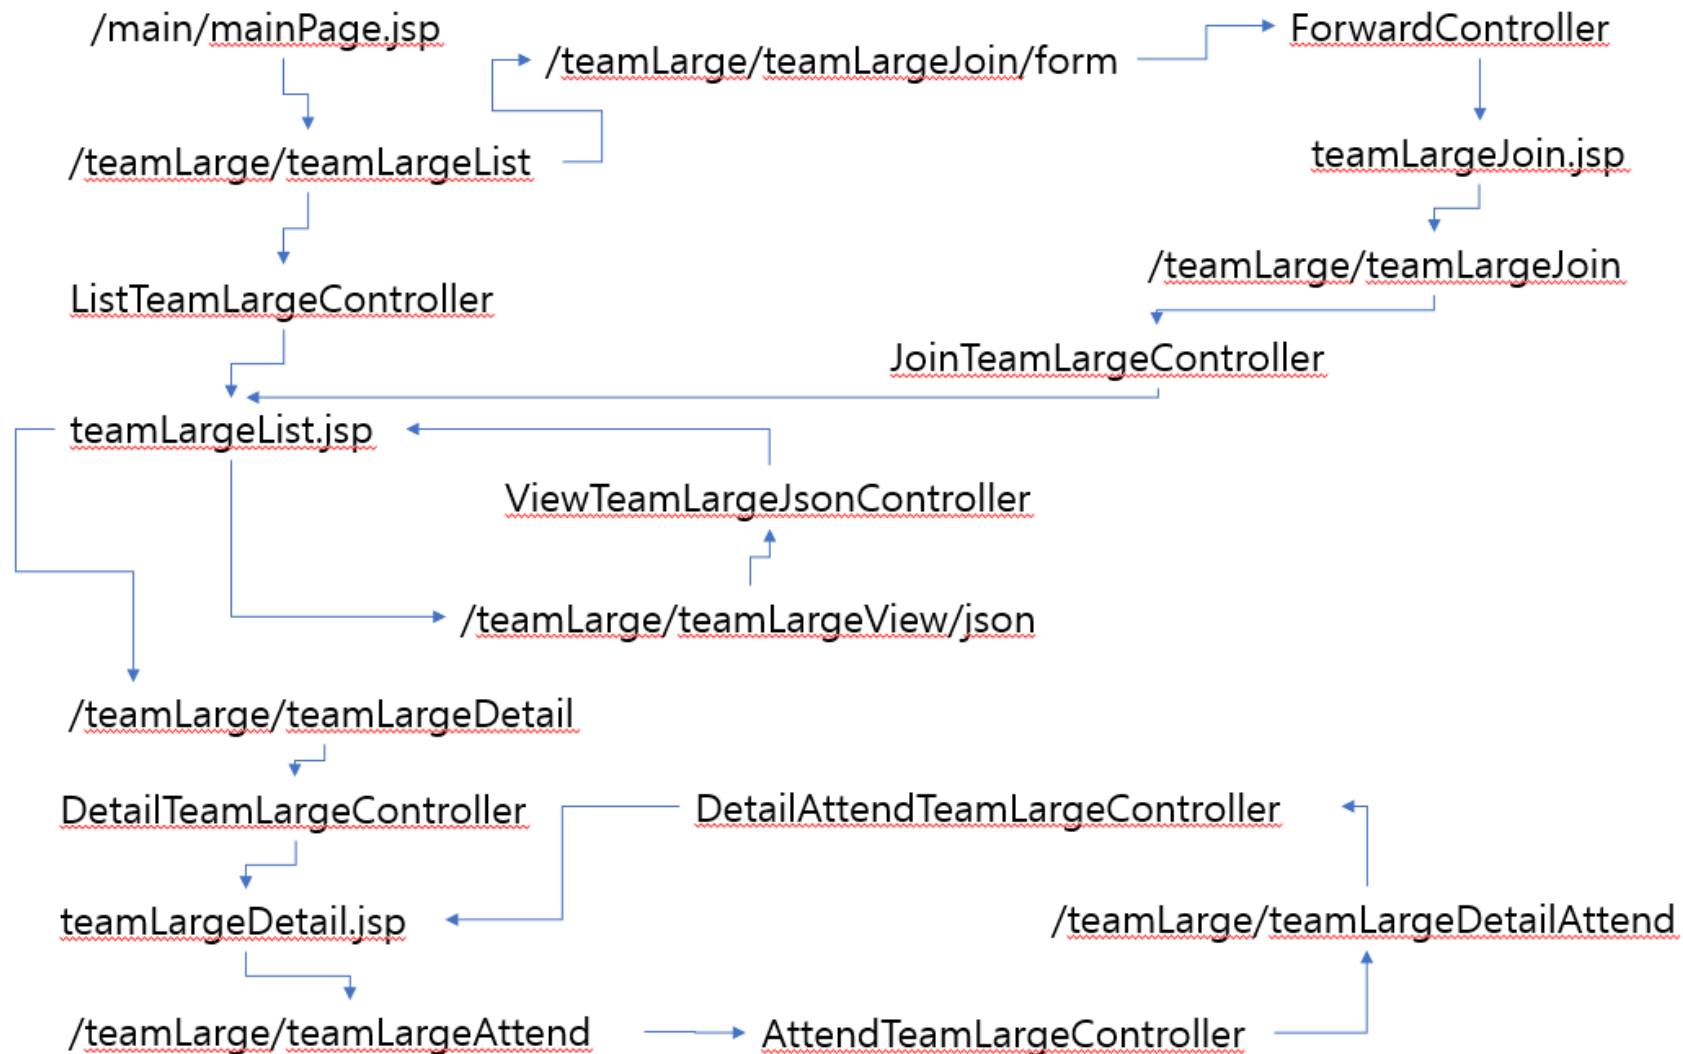 /main/mainPage.jsp
/teamLarge/teamLargeJoin/form
ForwardController
/teamLarge/teamLargeList
teamLargeJoin.jsp
/teamLarge/teamLargeJoin
ListTeamLargeController
JoinTeamLargeController
teamLargeList.jsp
ViewTeamLargeJsonController
/teamLarge/teamLargeView/json
/teamLarge/teamLargeDetail
DetailTeamLargeController
DetailAttendTeamLargeController
teamLargeDetail.jsp
/teamLarge/teamLargeDetailAttend
/teamLarge/teamLargeAttend
AttendTeamLargeController